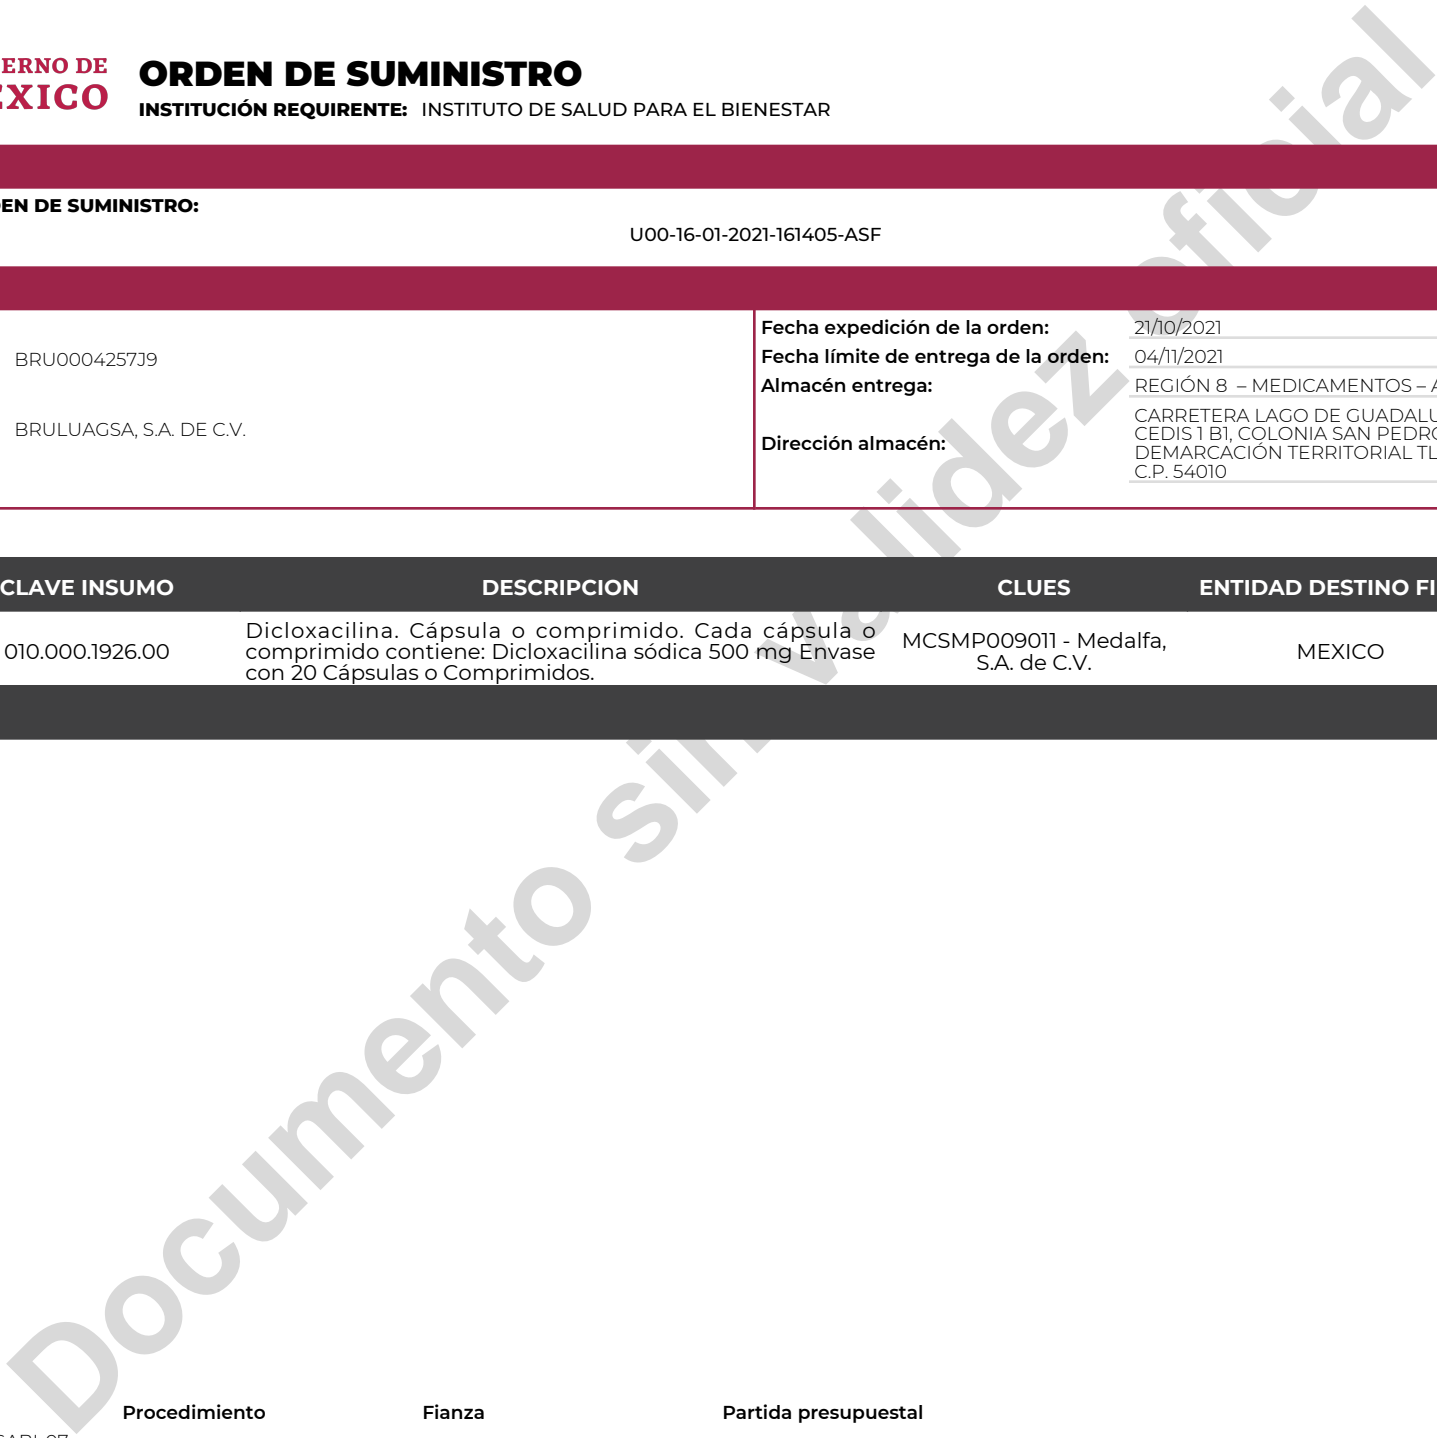 ERNO DE
EXICO
ORDEN DE SUMINISTRO
INSTITUCIÓN REQUIRENTE: INSTITUTO DE SALUD PARA EL BIENESTAR
EN DE SUMINISTRO:
U00-16-01-2021-161405-ASF
BRU0004257J9
BRULUAGSA, S.A. DE C.V.
Fecha expedición de la orden: 21/10/2021
Fecha límite de entrega de la orden: 04/11/2021
Almacén entrega: REGIÓN 8 – MEDICAMENTOS – A
Dirección almacén:
CARRETERA LAGO DE GUADALU
CEDIS 1 B1, COLONIA SAN PEDRO
DEMARCACIÓN TERRITORIAL TL
C.P. 54010
CLAVE INSUMO DESCRIPCION CLUES ENTIDAD DESTINO FI
010.000.1926.00
Dicloxacilina. Cápsula o comprimido. Cada cápsula o
comprimido contiene: Dicloxacilina sódica 500 mg Envase
con 20 Cápsulas o Comprimidos.
MCSMP009011 - Medalfa,
S.A. de C.V.
MEXICO
Documento sin validez oficial
Procedimiento Fianza Partida presupuestal